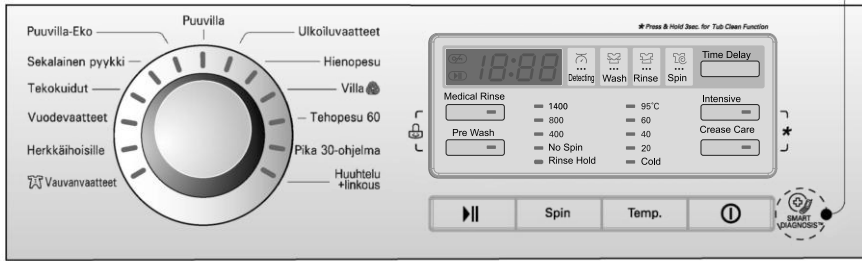 Puuvilla
Puuvilla-Eko
Ulkoiluvaatteet
Sekalainen pyykki
Hienopesu
Tekokuidut
Villa
Vuodevaatteet
Tehopesu 60
Herkkäihoisille
Pika 30-ohjelma
Vauvanvaatteet
Huuhtelu
+linkous
* Press & Hold 3sec. for Tub Clean Function
18:88
Detecting
Wash
Rinse
Spin
Time Delay
Medical Rinse
Pre Wash
1400
800
400
No Spin
Rinse Hold
95°C
60
40
20
Cold
Intensive
Crease Care
*
Spin
Temp.
SMART
DIAGNOSIS™